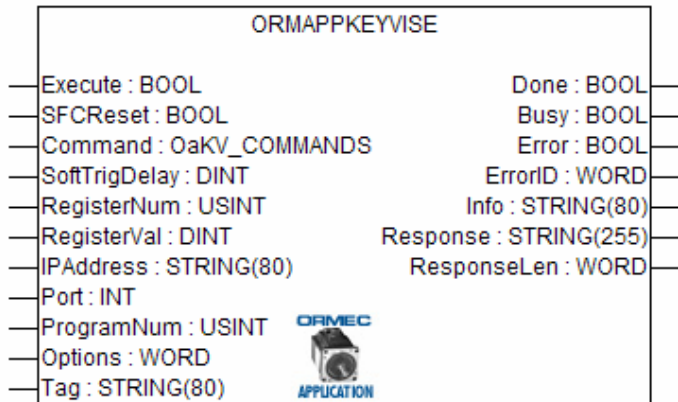 ORMAPPKEYVISE
Execute : BOOL Done : BOOL
SFCReset : BOOL Busy : BOOL
Command : OaKV_COMMANDS Error : BOOL
SoftTrigDelay : DINT ErrorID : WORD
RegisterNum : USINT Info : STRING(80)
RegisterVal : DINT Response : STRING(255)
IPAddress : STRING(80) ResponseLen : WORD
Port : INT
ProgramNum : USINT ORMEC
Options : WORD
Tag : STRING(80) APPLICATION